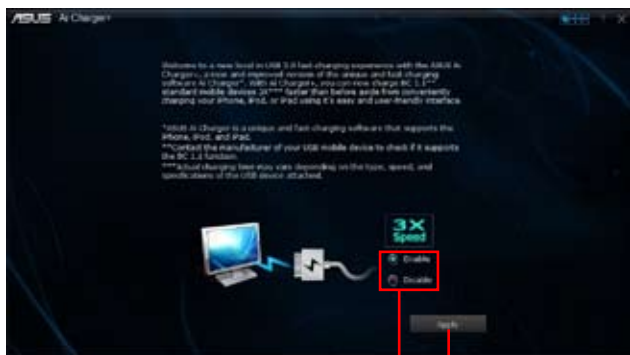 ASUS Ai Charger+
Welcome to a new level in USB 3.0 fast-charging experience with the ASUS Ai
Charger+, a new and improved version of the unique and fast charging
software Ai Charger*. With Ai Charger+, you can now charge BC 1.1**
standard mobile devices 3X*** faster than before aside from conveniently
charging your iPhone, iPod, or iPad using it's easy and user-friendly interface.
*ASUS Ai Charger is a unique and fast charging software that supports the
iPhone, iPod, and iPad.
**Contact the manufacturer of your USB mobile device to check if it supports
the BC 1.1 function.
***Actual charging time may vary depending on the type, speed, and
specifications of the USB device attached.
3X
Speed
Enable
Disable
Apply